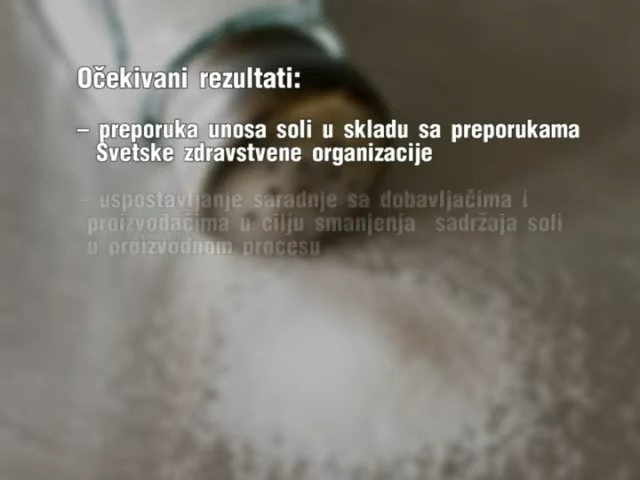 Očekivani rezultati:
– preporuka unosa soli u skladu sa preporukama
Svetske zdravstvene organizacije
– uspostavljanje saradnje sa dobavljačima i
proizvođačima u cilju smanjenja sadržaja soli
u proizvodnom procesu